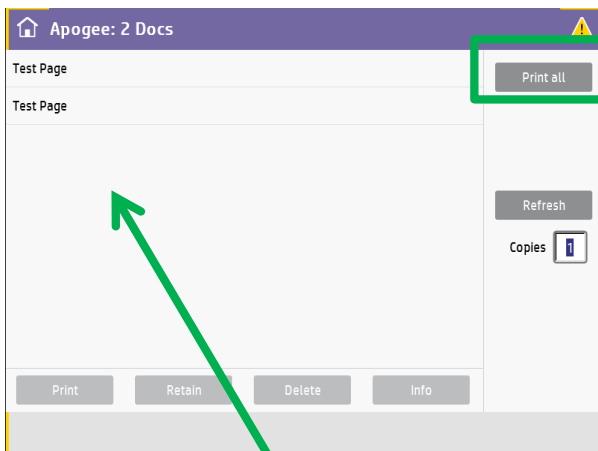 Apogee: 2 Docs
Test Page
Print all
Test Page
Refresh
Copies 1
Print Retain Delete Info